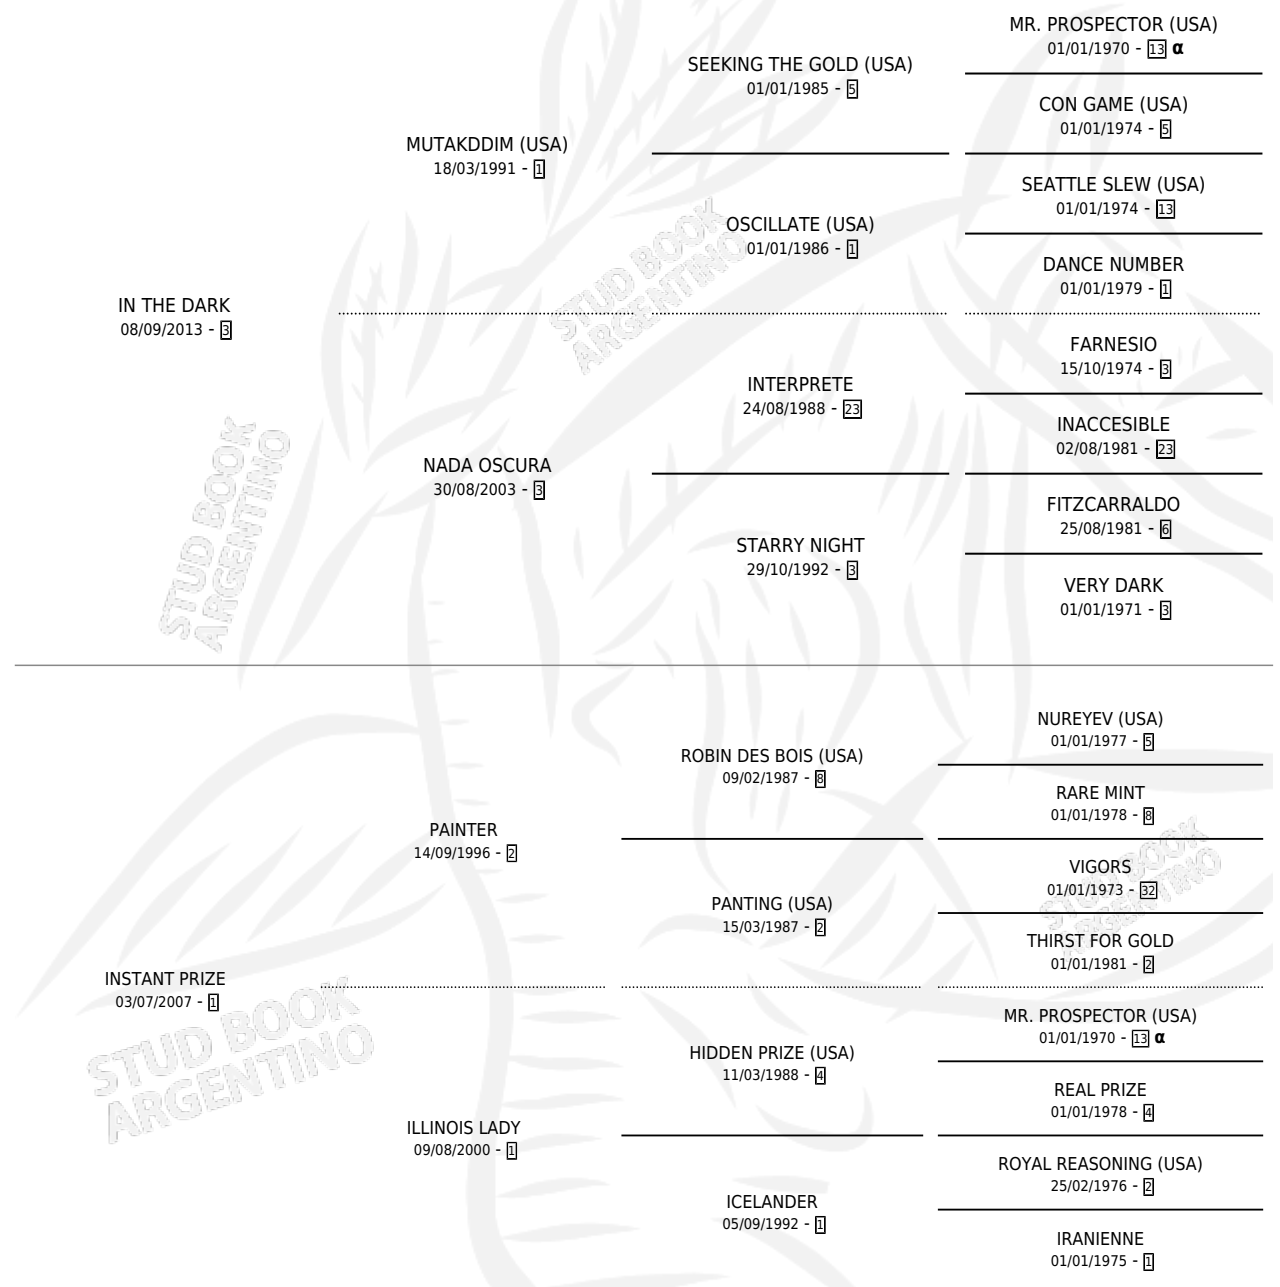 MR. PROSPECTOR (USA)
01/01/1970 - 13 α
SEEKING THE GOLD (USA)
01/01/1985 - 5
CON GAME (USA)
01/01/1974 - 5
MUTAKDDIM (USA)
18/03/1991 - 1
SEATTLE SLEW (USA)
01/01/1974 - 13
OSCILLATE (USA)
01/01/1986 - 1
DANCE NUMBER
01/01/1979 - 1
IN THE DARK
08/09/2013 - 3
FARNESIO
15/10/1974 - 3
INTERPRETE
24/08/1988 - 23
INACCESIBLE
02/08/1981 - 23
NADA OSCURA
30/08/2003 - 3
FITZCARRALDO
25/08/1981 - 6
STARRY NIGHT
29/10/1992 - 3
VERY DARK
01/01/1971 - 3
NUREYEV (USA)
01/01/1977 - 5
ROBIN DES BOIS (USA)
09/02/1987 - 8
RARE MINT
01/01/1978 - 8
PAINTER
14/09/1996 - 2
VIGORS
01/01/1973 - 32
PANTING (USA)
15/03/1987 - 2
THIRST FOR GOLD
01/01/1981 - 2
INSTANT PRIZE
03/07/2007 - 1
MR. PROSPECTOR (USA)
01/01/1970 - 13 α
HIDDEN PRIZE (USA)
11/03/1988 - 4
REAL PRIZE
01/01/1978 - 4
ILLINOIS LADY
09/08/2000 - 1
ROYAL REASONING (USA)
25/02/1976 - 2
ICELANDER
05/09/1992 - 1
IRANIENNE
01/01/1975 - 1
STUD BOOK
ARGENTINO
STUD BOOK
ARGENTINO
STUD BOOK
ARGENTINO
STUD BOOK
ARGENTINO